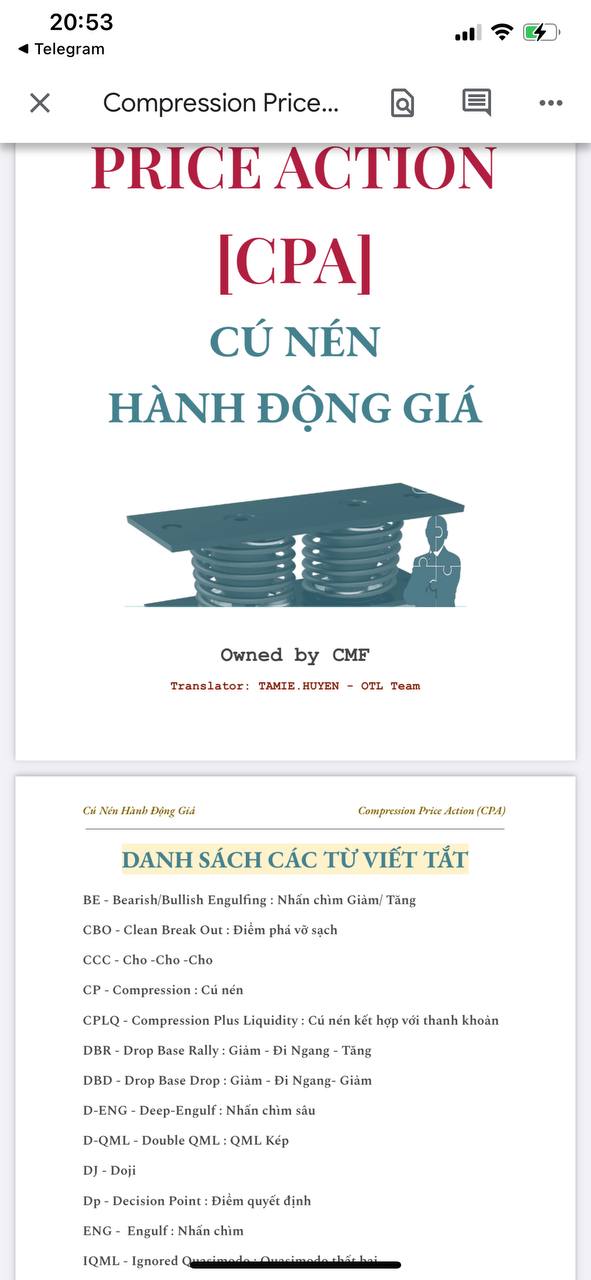 20:53
◀ Telegram
Compression Price...
PRICE ACTION
[CPA]
CÚ NÉN
HÀNH ĐỘNG GIÁ
Owned by CMF
Translator: TAMIE.HUYEN - OTL Team
Cú Nén Hành Động Giá
Compression Price Action (CPA)
DANH SÁCH CÁC TỪ VIẾT TẮT
BE - Bearish/Bullish Engulfing : Nhấn chìm Giảm/ Tăng
CBO - Clean Break Out : Điểm phá vỡ sạch
CCC - Cho -Cho -Cho
CP - Compression : Cú nén
CPLQ - Compression Plus Liquidity : Cú nén kết hợp với thanh khoản
DBR - Drop Base Rally : Giảm - Đi Ngang - Tăng
DBD - Drop Base Drop : Giảm - Đi Ngang- Giảm
D-ENG - Deep-Engulf : Nhấn chìm sâu
D-QML - Double QML : QML Kép
DJ - Doji
Dp - Decision Point : Điểm quyết định
ENG - Engulf : Nhấn chìm
IQML - Ignored Quasimodo : Quasimodo thất bại